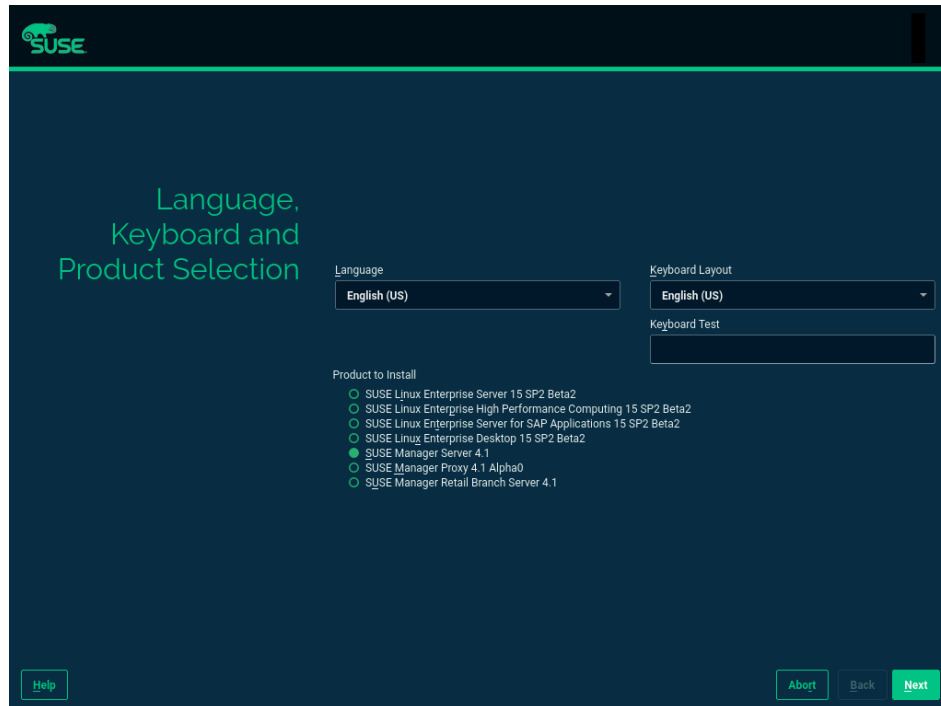 SUSE
Language,
Keyboard and
Product Selection
Language
Keyboard Layout
English (US)
English (US)
Keyboard Test
Product to Install
SUSE Linux Enterprise Server 15 SP2 Beta2
SUSE Linux Enterprise High Performance Computing 15 SP2 Beta2
SUSE Linux Enterprise Server for SAP Applications 15 SP2 Beta2
SUSE Linux Enterprise Desktop 15 SP2 Beta2
SUSE Manager Server 4.1
SUSE Manager Proxy 4.1 Alpha0
SUSE Manager Retail Branch Server 4.1
Help
Abort
Back
Next